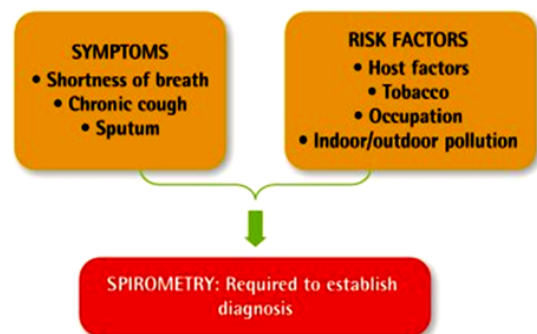 SYMPTOMS
• Shortness of breath
• Chronic cough
• Sputum
RISK FACTORS
• Host factors
• Tobacco
• Occupation
• Indoor/outdoor pollution
SPIROMETRY: Required to establish
diagnosis